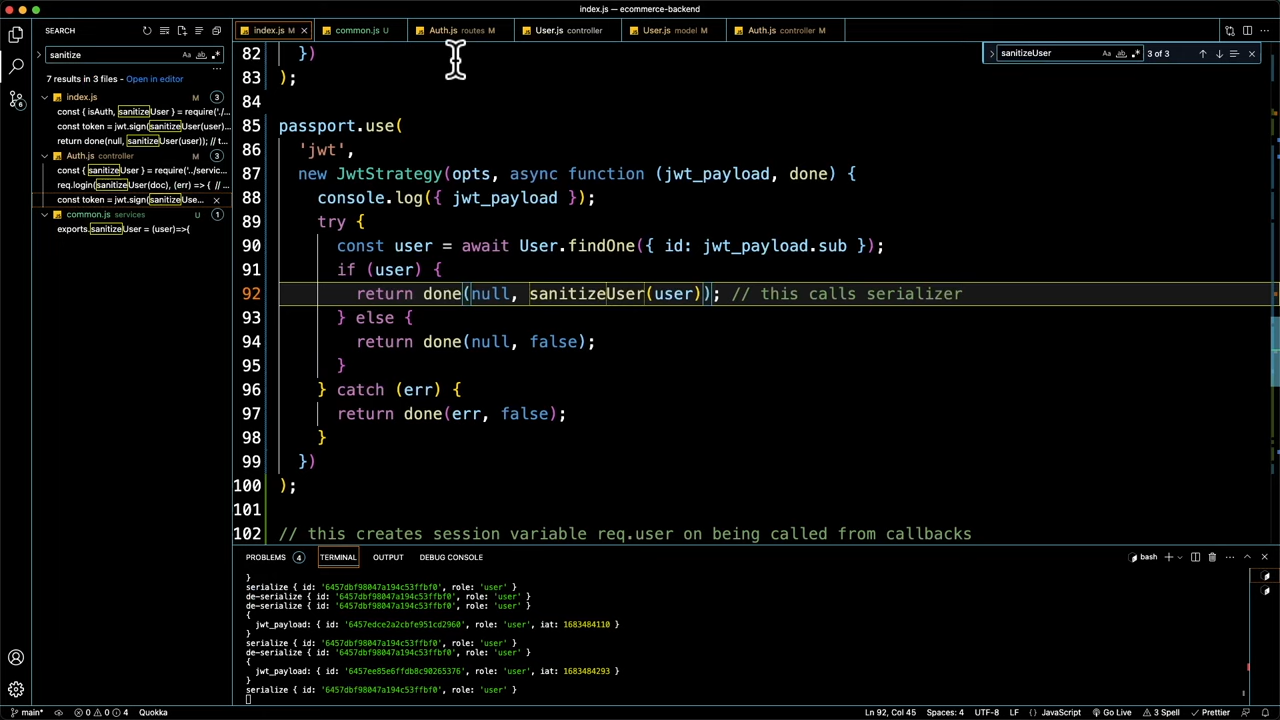 index.js — ecommerce-backend
SEARCH
sanitize
Aa
7 results in 3 files - Open in editor
index.js M 3
const { isAuth, sanitizeUser } = require('./...
const token = jwt.sign(sanitizeUser(user)...
return done(null, sanitizeUser(user)); // t...
Auth.js controller 3
const { sanitizeUser } = require('../servic...
req.login(sanitizeUser(doc), (err) => { // ...
const token = jwt.sign(sanitizeUse...
common.js services U 1
exports.sanitizeUser = (user)=>{
index.js M
common.js U
Auth.js routes M
User.js controller
User.js model M
Auth.js controller M
sanitizeUser
Aa
3 of 3
82 })
83 );
84
85 passport.use(
86 'jwt',
87 new JwtStrategy(opts, async function (jwt_payload, done) {
88 console.log({ jwt_payload });
89 try {
90 const user = await User.findOne({ id: jwt_payload.sub });
91 if (user) {
92 return done(null, sanitizeUser(user)); // this calls serializer
93 } else {
94 return done(null, false);
95 }
96 } catch (err) {
97 return done(err, false);
98 }
99 })
100 );
101
102 // this creates session variable req.user on being called from callbacks
PROBLEMS 4 TERMINAL OUTPUT DEBUG CONSOLE
bash
}
serialize { id: '6457dbf98047a194c53ffbf0', role: 'user' }
de-serialize { id: '6457dbf98047a194c53ffbf0', role: 'user' }
de-serialize { id: '6457dbf98047a194c53ffbf0', role: 'user' }
{
jwt_payload: { id: '6457edce2a2cbfe951cd2960', role: 'user', iat: 1683484110 }
}
serialize { id: '6457dbf98047a194c53ffbf0', role: 'user' }
de-serialize { id: '6457dbf98047a194c53ffbf0', role: 'user' }
{
jwt_payload: { id: '6457ee85e6ffdb8c90265376', role: 'user', iat: 1683484293 }
}
serialize { id: '6457dbf98047a194c53ffbf0', role: 'user' }
main* 0 0 4 Quokka
Ln 92, Col 45 Spaces: 4 UTF-8 LF {} JavaScript Go Live 3 Spell Prettier